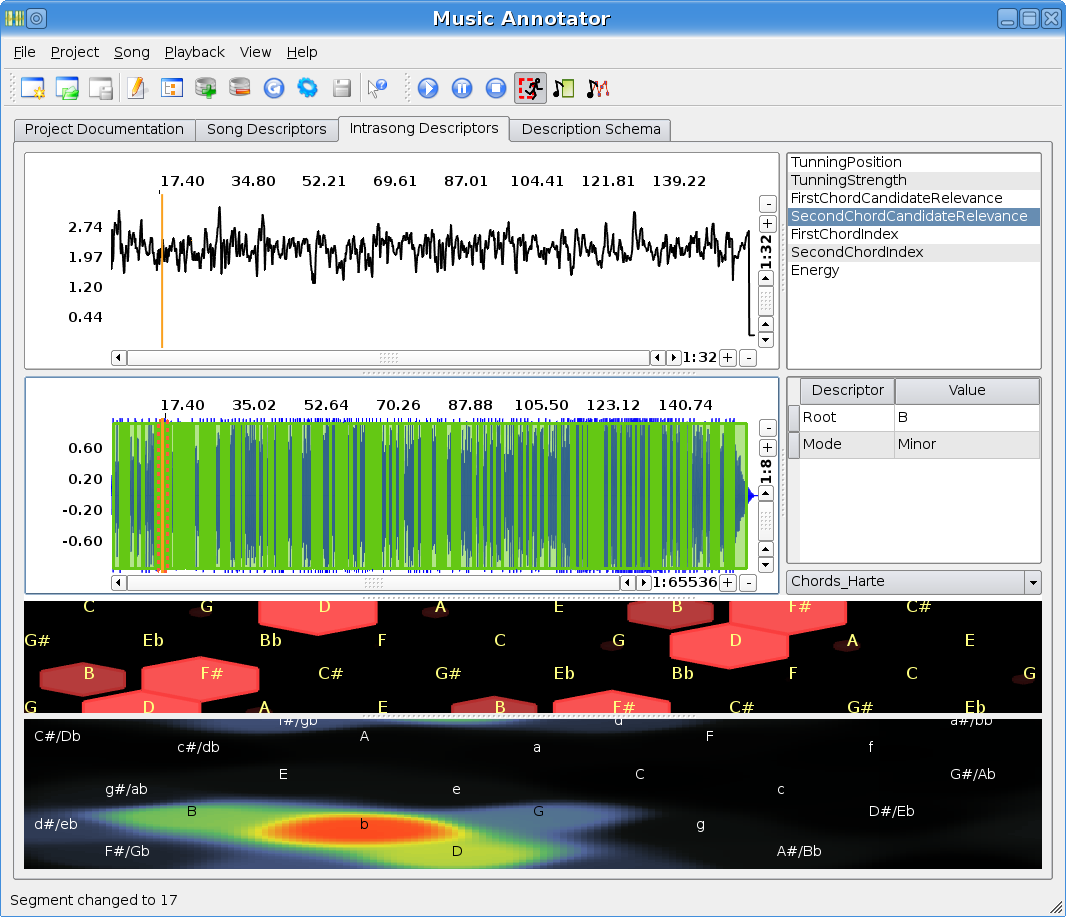 Music Annotator
File Project Song Playback View Help
Project Documentation Song Descriptors Intrasong Descriptors Description Schema
17.40 34.80 52.21 69.61 87.01 104.41 121.81 139.22
2.74
1.97
1.20
0.44
-
+
1:32
1:32 + -
TunningPosition
TunningStrength
FirstChordCandidateRelevance
SecondChordCandidateRelevance
FirstChordIndex
SecondChordIndex
Energy
17.40 35.02 52.64 70.26 87.88 105.50 123.12 140.74
0.60
0.20
-0.20
-0.60
-
+
1:8
1:65536 + -
Descriptor Value
Root B
Mode Minor
Chords_Harte
C G D A E B F# C#
G# Eb Bb F C G D A E
B F# C# G# Eb Bb F C G
G D A E B F# C# G# Eb
f#/gb d a#/bb
C#/Db A F
c#/db a f
E C G#/Ab
g#/ab e c
B G D#/Eb
d#/eb b g
F#/Gb D A#/Bb
Segment changed to 17